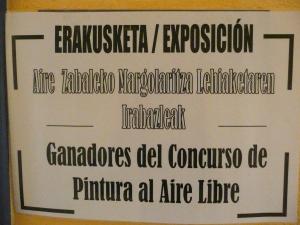 ERAKUSKETA / EXPOSICIÓN
Aire Zabaleko Margolaritza Lehiaketaren
Irabazleak
Ganadores del Concurso de
Pintura al Aire Libre